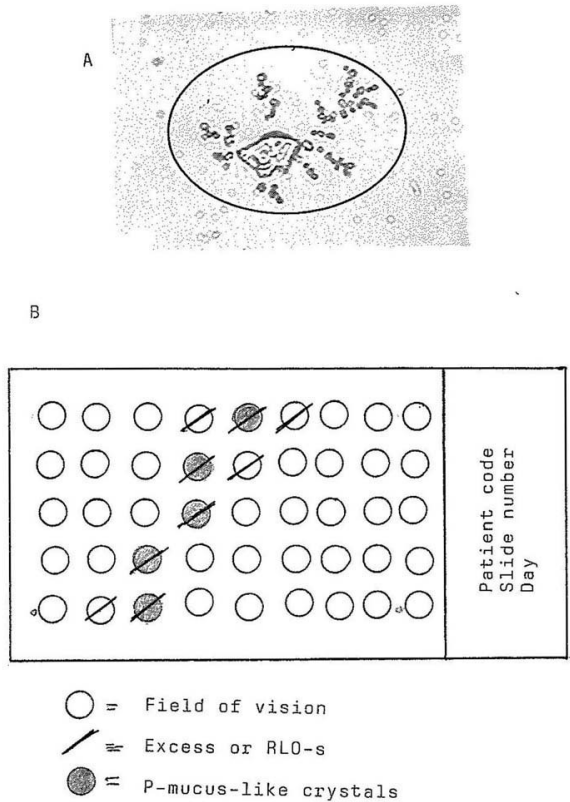 A
B
Patient code
Slide number
Day
= Field of vision
= Excess or RLO-s
= P-mucus-like crystals